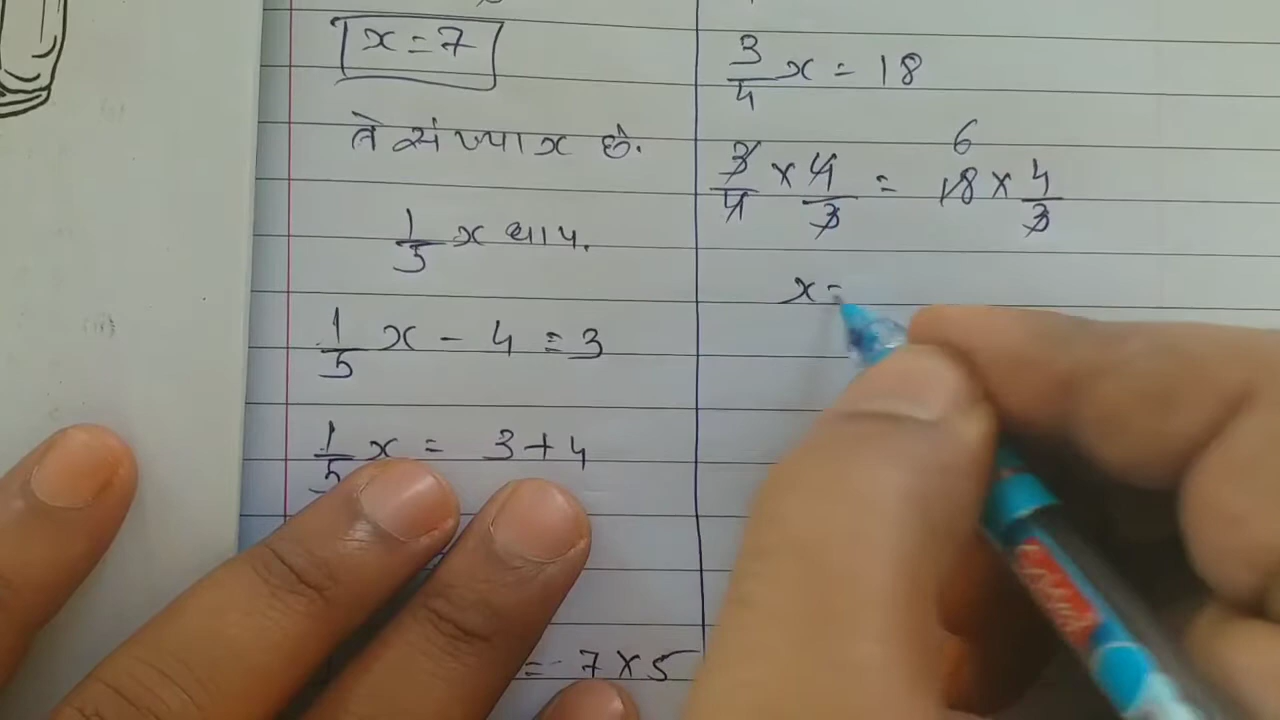 x = 7
તે સંખ્યા x છે.
1/5 x થાય.
1/5 x - 4 = 3
1/5 x = 3 + 4
= 7 × 5
3/4 x = 18
6
3/4 × 4/3 = 18 × 4/3
x =